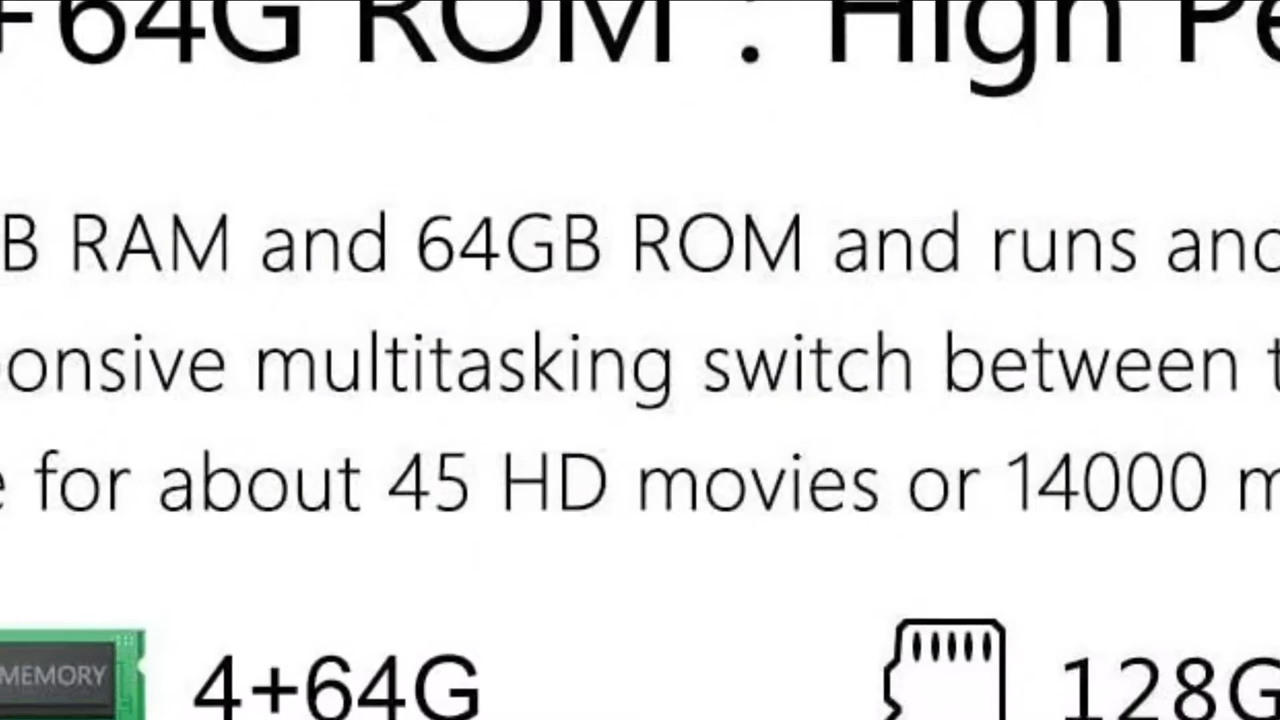 +64G ROM : High Pe
B RAM and 64GB ROM and runs and
ponsive multitasking switch between t
e for about 45 HD movies or 14000 m
MEMORY
4+64G
128G